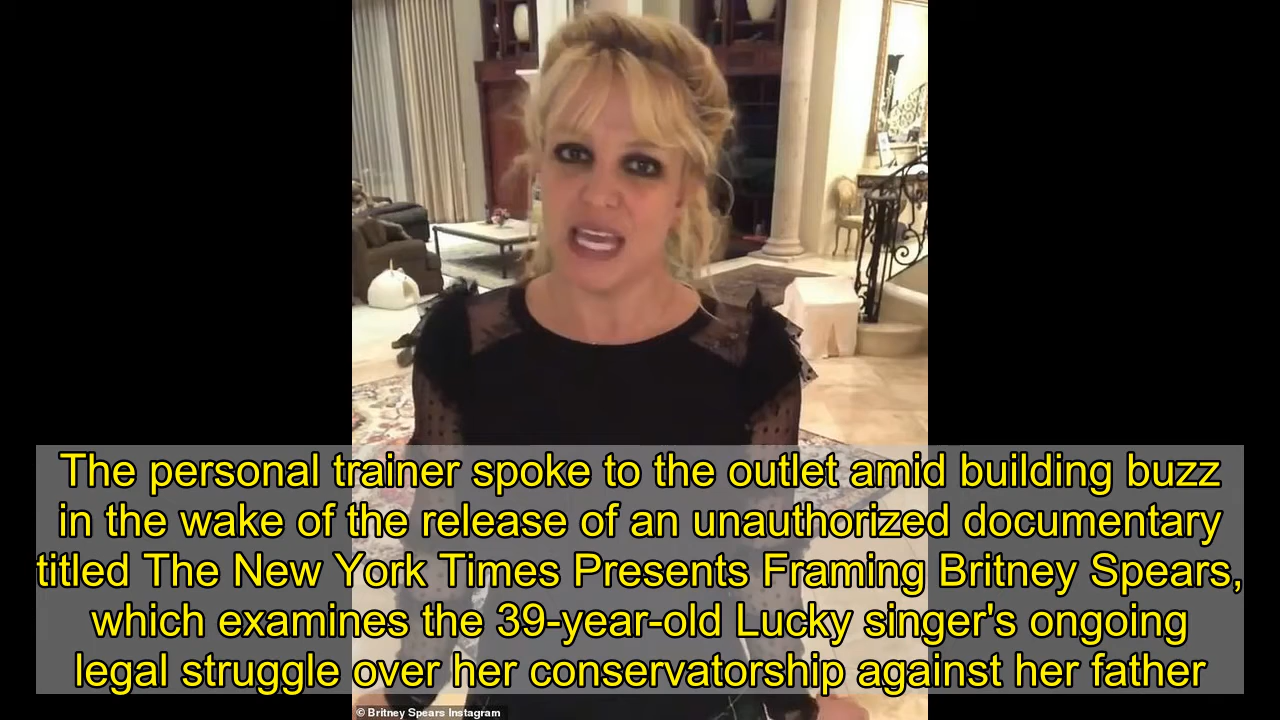 The personal trainer spoke to the outlet amid building buzz
in the wake of the release of an unauthorized documentary
titled The New York Times Presents Framing Britney Spears,
which examines the 39-year-old Lucky singer's ongoing
legal struggle over her conservatorship against her father
© Britney Spears Instagram